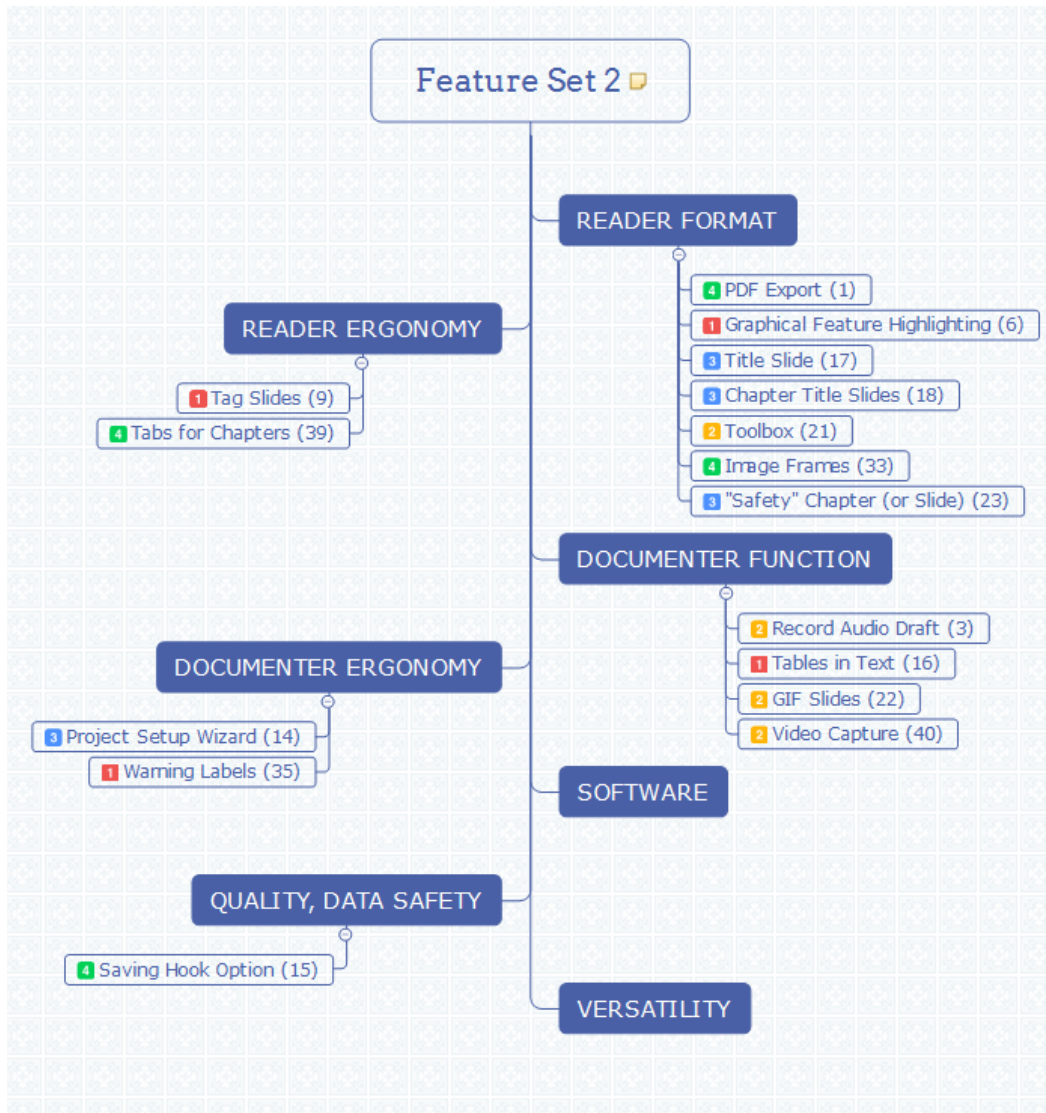 Feature Set 2
READER FORMAT
4 PDF Export (1)
1 Graphical Feature Highlighting (6)
3 Title Slide (17)
3 Chapter Title Slides (18)
2 Toolbox (21)
4 Image Frames (33)
3 "Safety" Chapter (or Slide) (23)
READER ERGONOMY
1 Tag Slides (9)
4 Tabs for Chapters (39)
DOCUMENTER FUNCTION
2 Record Audio Draft (3)
1 Tables in Text (16)
2 GIF Slides (22)
2 Video Capture (40)
DOCUMENTER ERGONOMY
3 Project Setup Wizard (14)
1 Warning Labels (35)
SOFTWARE
QUALITY, DATA SAFETY
4 Saving Hook Option (15)
VERSATILITY